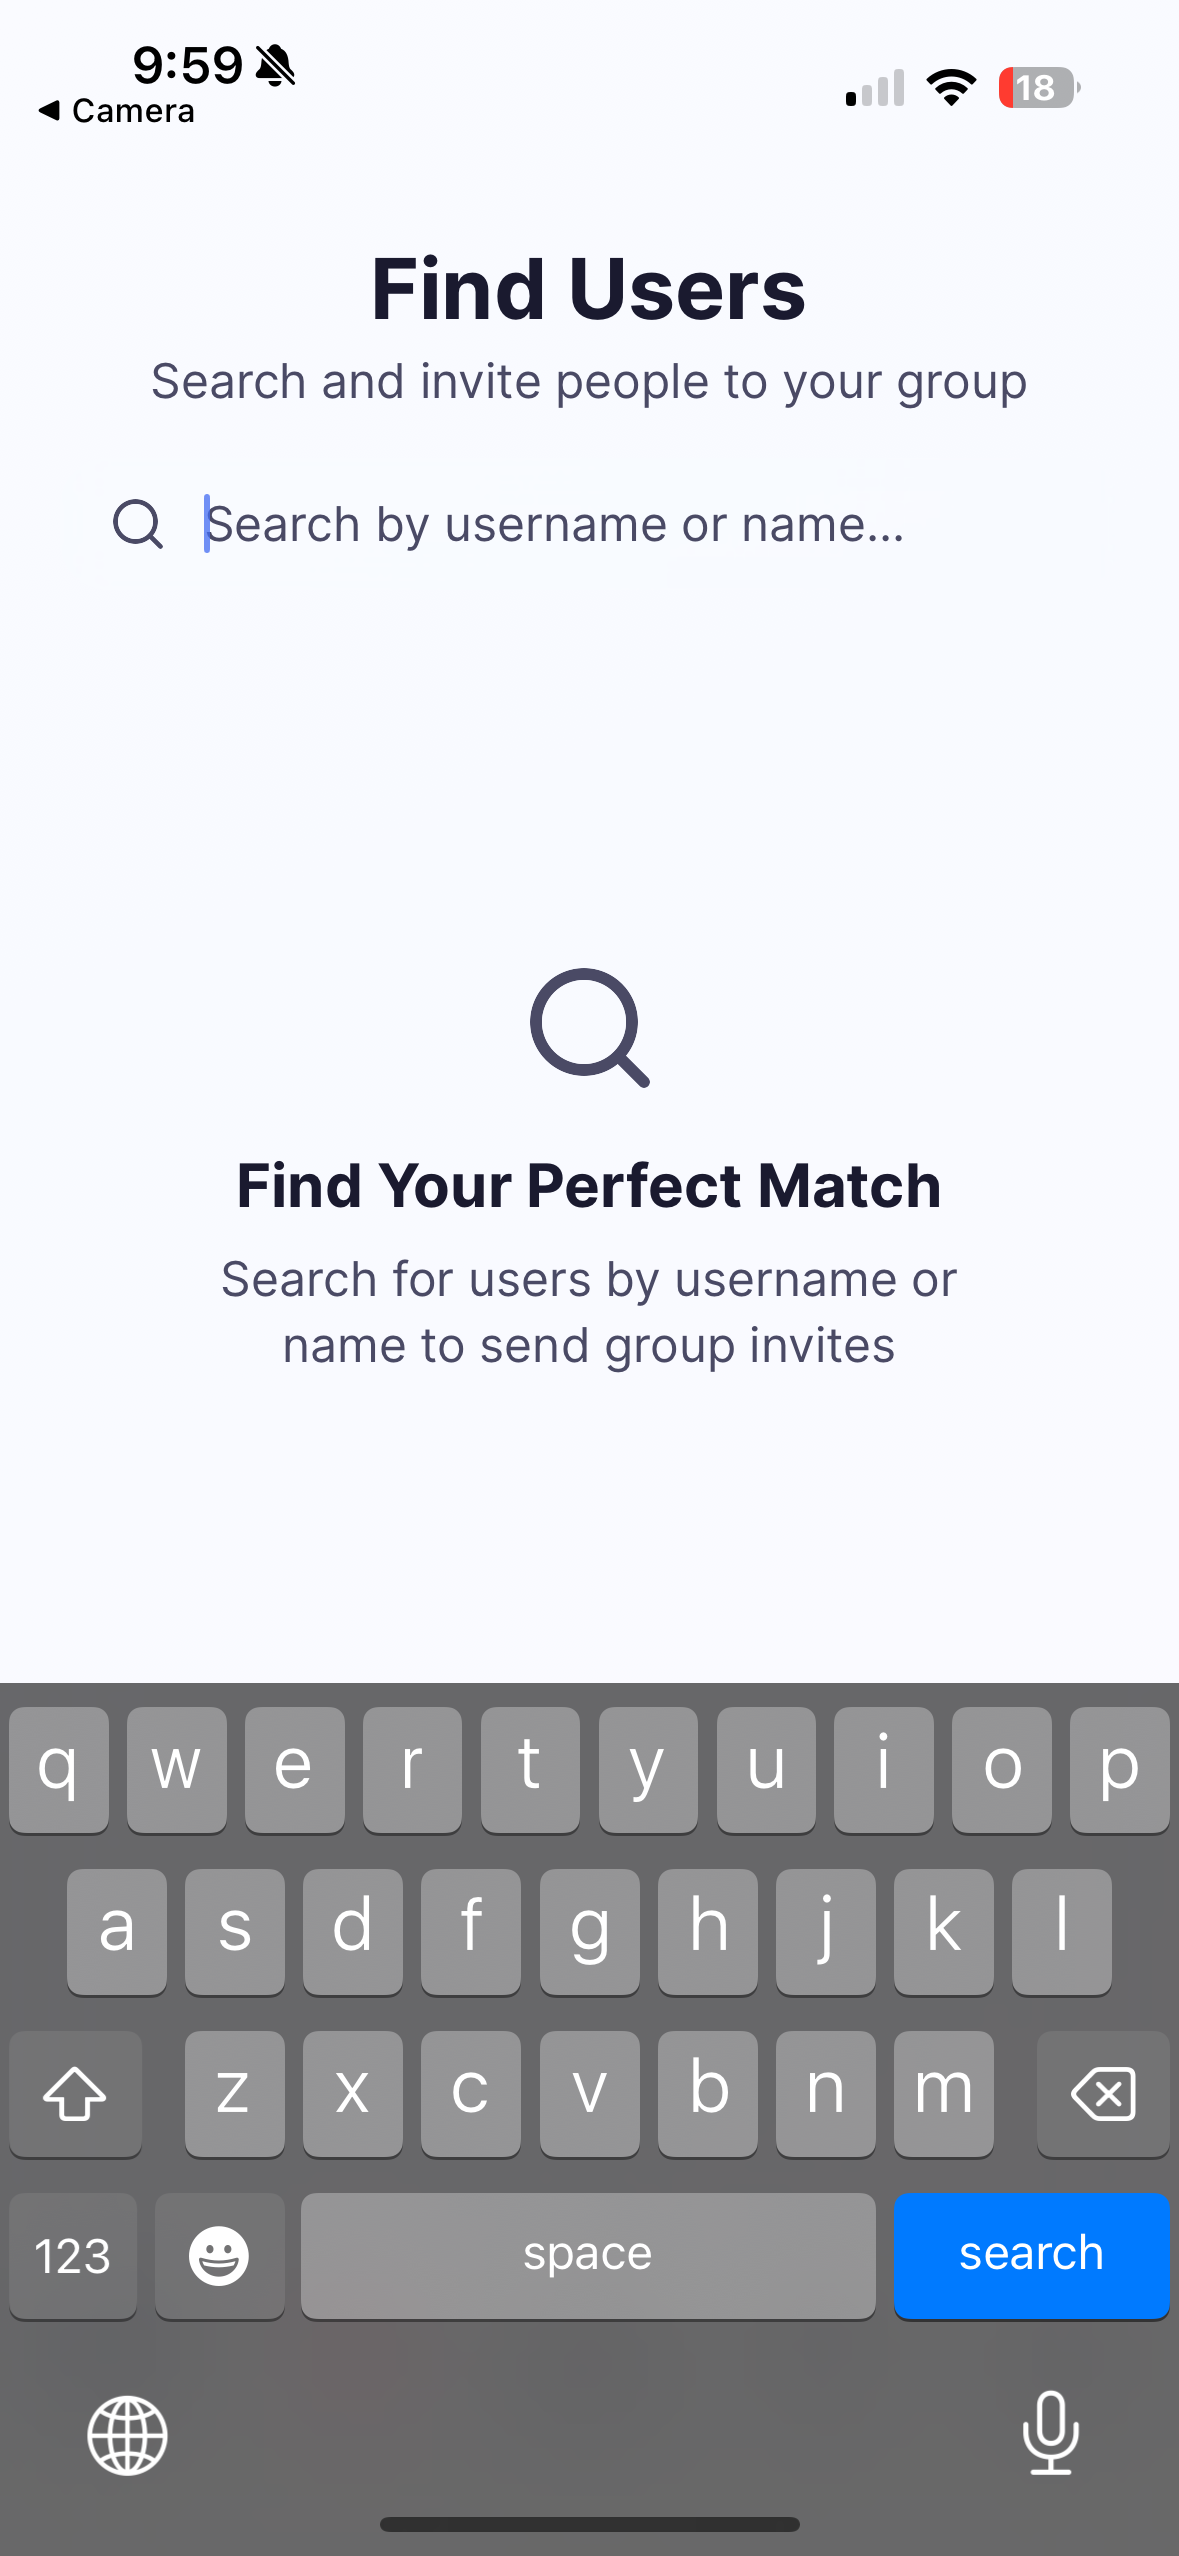 9:59
Camera
18
Find Users
Search and invite people to your group
Search by username or name...
Find Your Perfect Match
Search for users by username or
name to send group invites
q w e r t y u i o p
a s d f g h j k l
z x c v b n m
123 space search